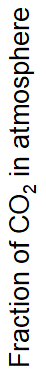 Fraction of CO₂ in atmosphere